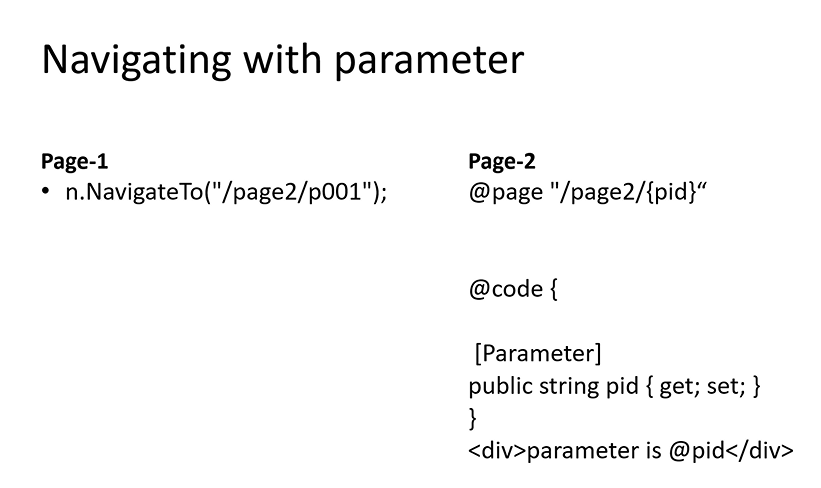 Navigating with parameter
Page-1
• n.NavigateTo("/page2/p001");
Page-2
@page "/page2/{pid}“
@code {
[Parameter]
public string pid { get; set; }
}
<div>parameter is @pid</div>